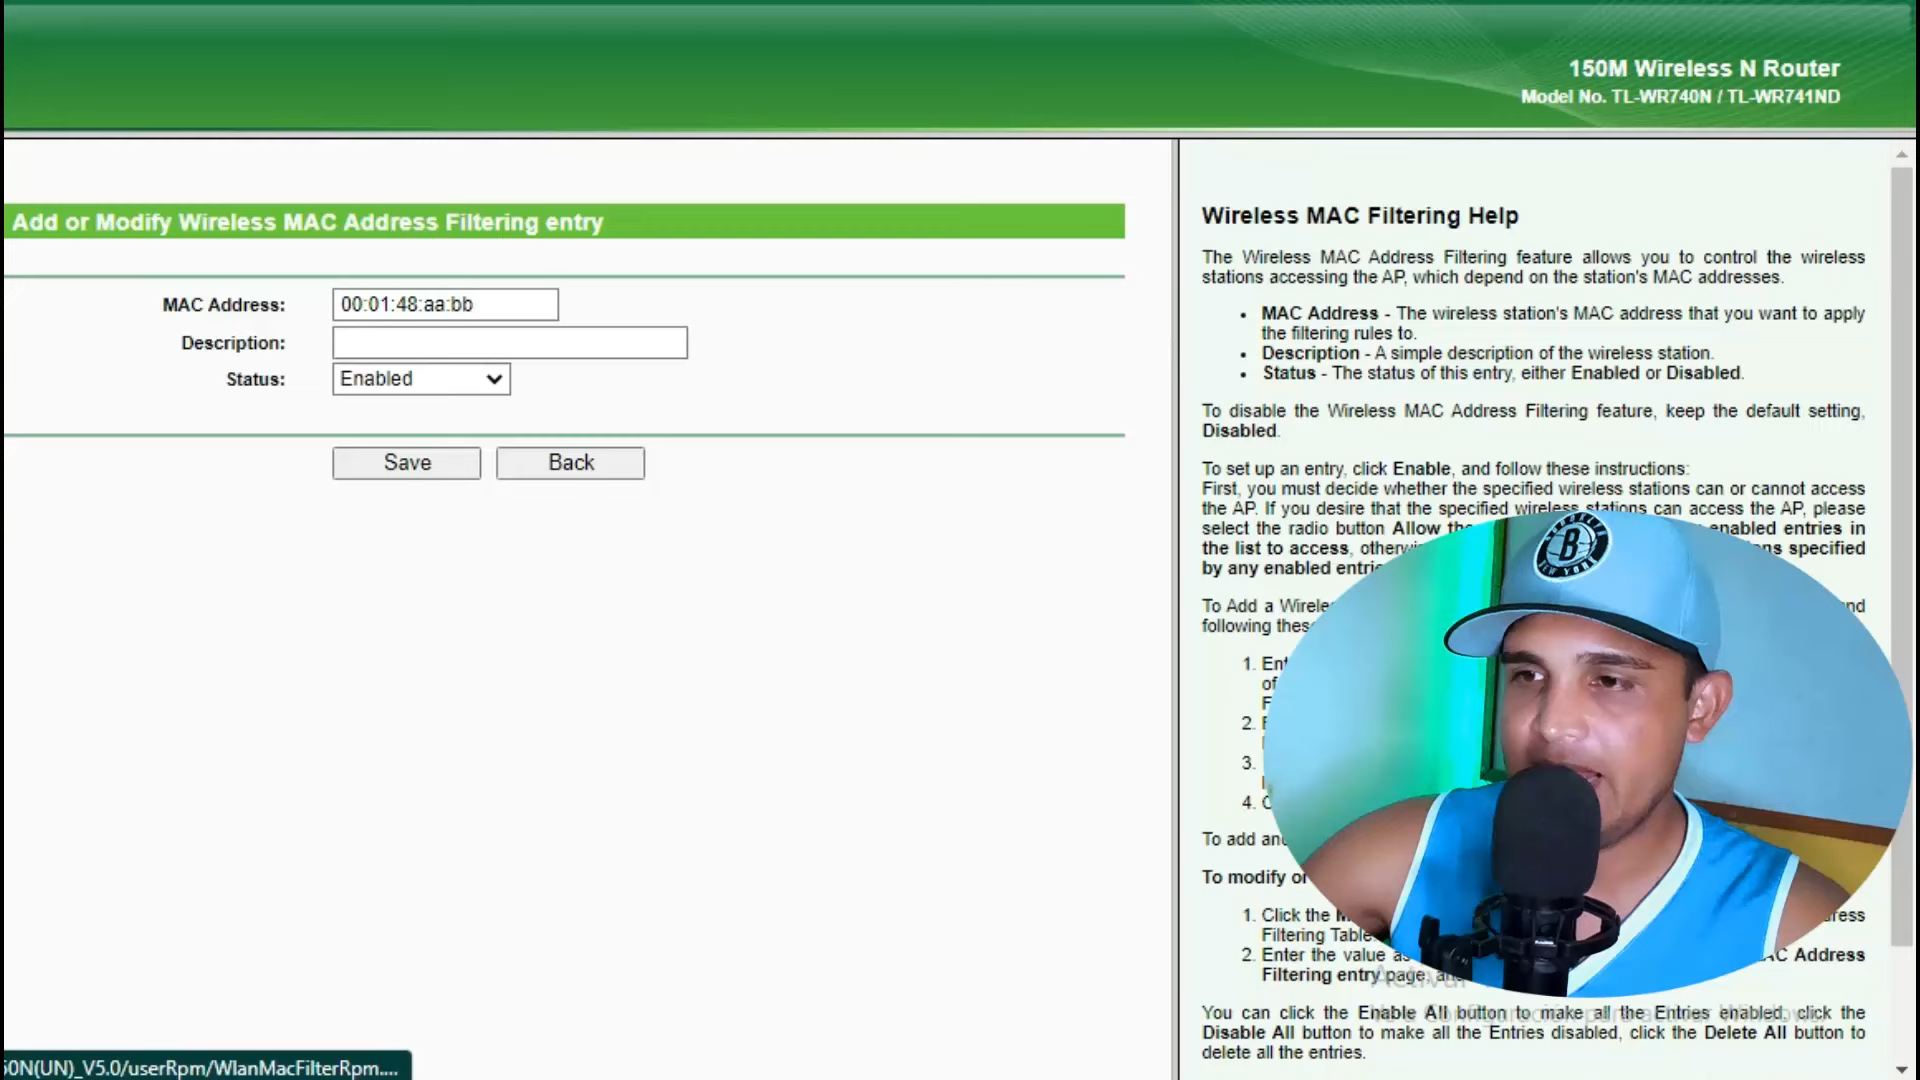 150M Wireless N Router
Model No. TL-WR740N / TL-WR741ND
Add or Modify Wireless MAC Address Filtering entry
MAC Address: 00:01:48:aa:bb
Description:
Status: Enabled
Save Back
Wireless MAC Filtering Help
The Wireless MAC Address Filtering feature allows you to control the wireless
stations accessing the AP, which depend on the station's MAC addresses.
• MAC Address - The wireless station's MAC address that you want to apply
the filtering rules to.
• Description - A simple description of the wireless station.
• Status - The status of this entry, either Enabled or Disabled.
To disable the Wireless MAC Address Filtering feature, keep the default setting,
Disabled.
To set up an entry, click Enable, and follow these instructions:
First, you must decide whether the specified wireless stations can or cannot access
the AP. If you desire that the specified wireless stations can access the AP, please
select the radio button Allow the enabled entries in
the list to access, specified
by any enabled
To Add a
following
1.
of
2.
3.
4.
To add
To modify or
1. Click the
Filtering Table.
2. Enter the value Address
Filtering entry page,
You can click the Enable All button to make all the Entries enabled, click the
Disable All button to make all the Entries disabled, click the Delete All button to
delete all the entries.
BROOKLYN
B
NEW YORK
50N(UN)_V5.0/userRpm/WlanMacFilterRpm....